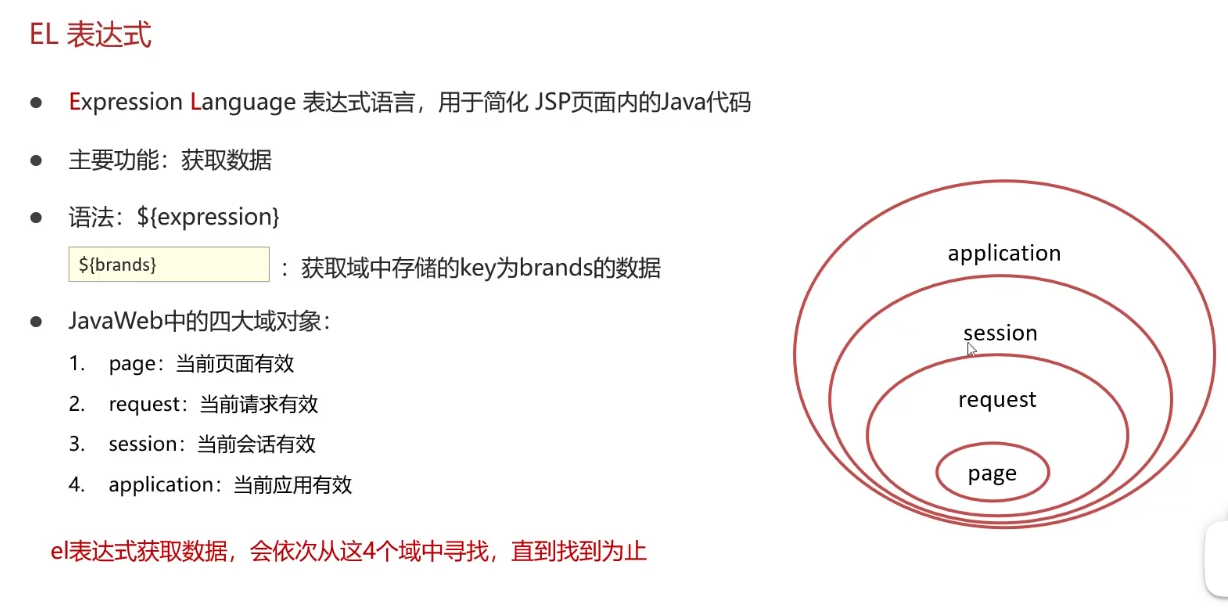 EL 表达式
● Expression Language 表达式语言，用于简化 JSP页面内的Java代码
● 主要功能：获取数据
● 语法：${expression}
${brands} ：获取域中存储的key为brands的数据
● JavaWeb中的四大域对象：
1. page：当前页面有效
2. request：当前请求有效
3. session：当前会话有效
4. application：当前应用有效
el表达式获取数据，会依次从这4个域中寻找，直到找到为止
application
session
request
page